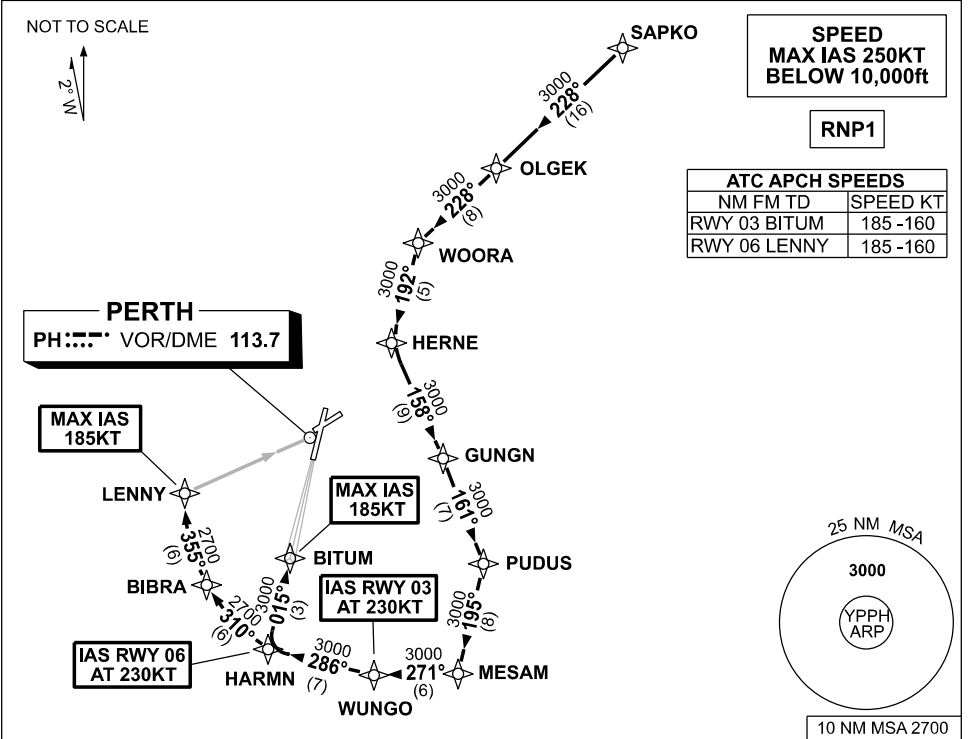 NOT TO SCALE
2° W
SPEED
MAX IAS 250KT
BELOW 10,000ft
RNP1
ATC APCH SPEEDS
NM FM TD SPEED KT
RWY 03 BITUM 185 -160
RWY 06 LENNY 185 -160
SAPKO
3000
228°
(16)
OLGEK
3000
228°
(8)
WOORA
3000
192°
(5)
HERNE
3000
158°
(9)
GUNGN
3000
161°
(7)
PUDUS
3000
195°
(8)
MESAM
3000
271°
(6)
WUNGO
3000
286°
(7)
HARMN
3000
015°
(3)
BITUM
2700
310°
(6)
BIBRA
2700
355°
(6)
LENNY
PERTH
PH VOR/DME 113.7
MAX IAS
185KT
MAX IAS
185KT
IAS RWY 03
AT 230KT
IAS RWY 06
AT 230KT
25 NM MSA
3000
YPPH
ARP
10 NM MSA 2700